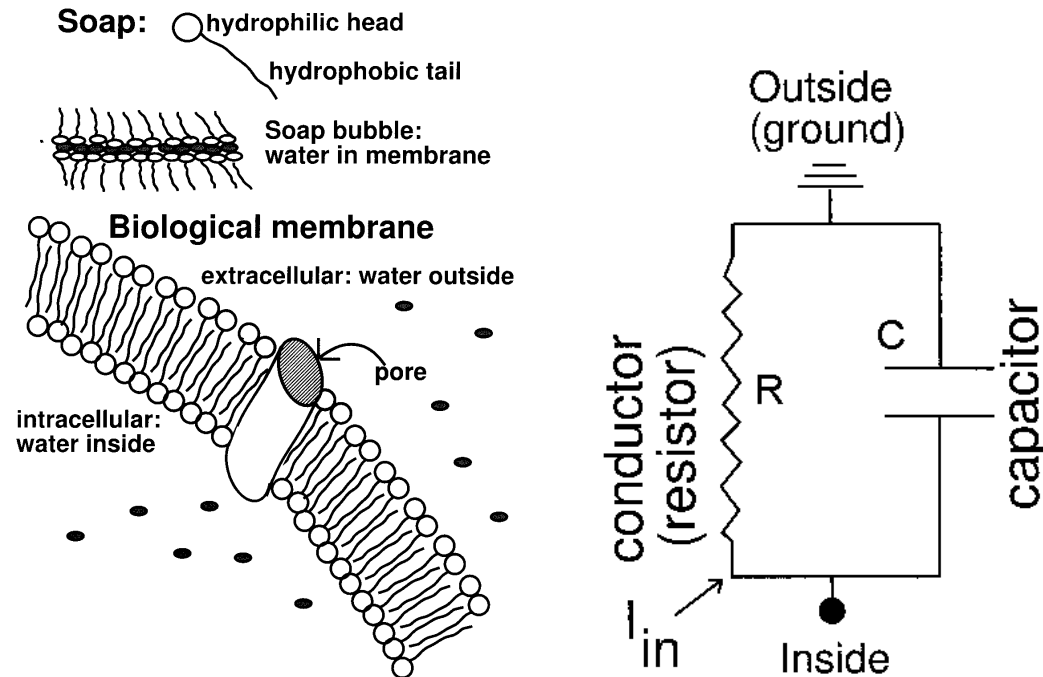 Soap:
hydrophilic head
hydrophobic tail
Soap bubble:
water in membrane
Biological membrane
extracellular: water outside
pore
intracellular:
water inside
Outside
(ground)
conductor
(resistor)
R
C
capacitor
I in
Inside